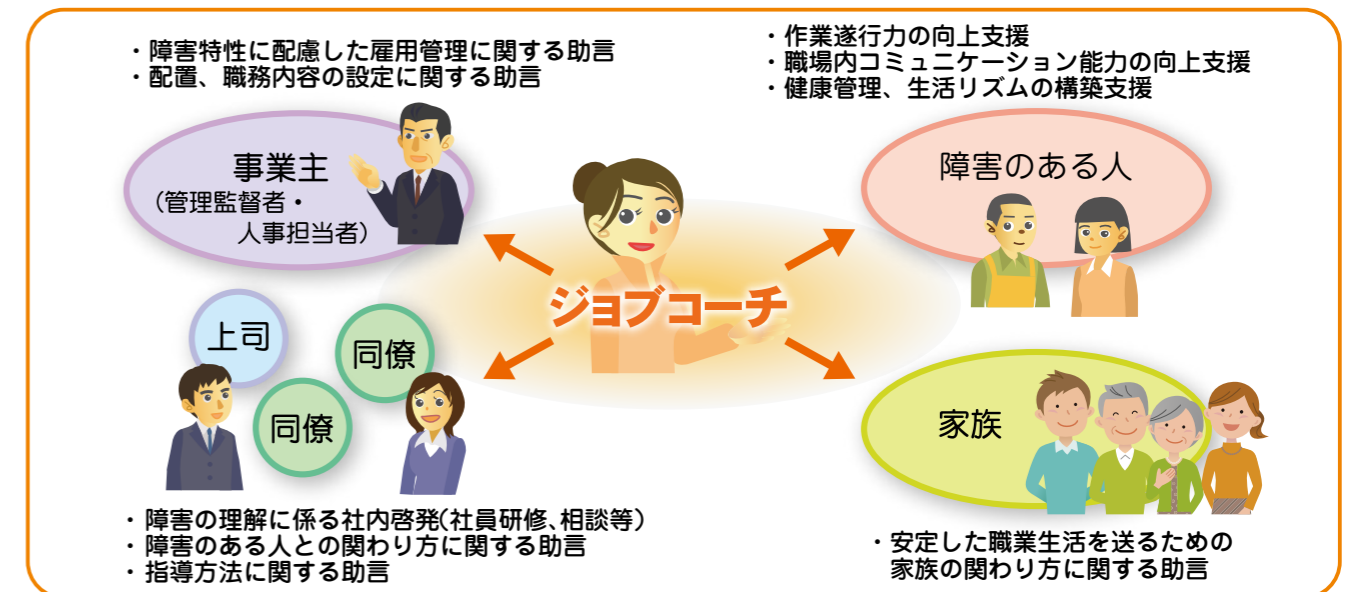 ・障害特性に配慮した雇用管理に関する助言
・配置、職務内容の設定に関する助言
・作業遂行力の向上支援
・職場内コミュニケーション能力の向上支援
・健康管理、生活リズムの構築支援
事業主
（管理監督者・
人事担当者）
障害のある人
ジョブコーチ
上司
同僚
同僚
家族
・障害の理解に係る社内啓発（社員研修、相談等）
・障害のある人との関わり方に関する助言
・指導方法に関する助言
・安定した職業生活を送るための
家族の関わり方に関する助言